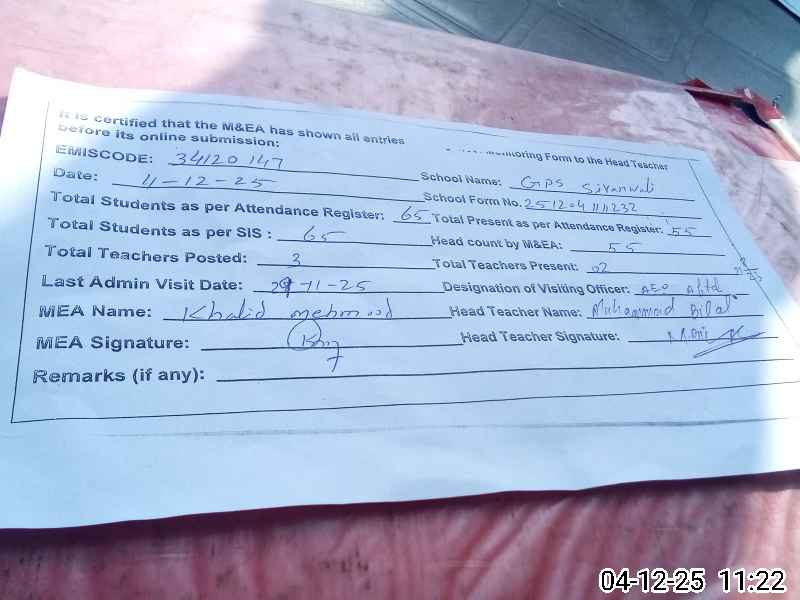 It is certified that the M&EA has shown all entries Monitoring Form to the Head Teacher
before its online submission:
EMISCODE: 34120147 School Name: GPS Siranwali
Date: 4-12-25 School Form No. 251204111232
Total Students as per Attendance Register: 65 Total Present as per Attendance Register: 55
Total Students as per SIS : 65 Head count by M&EA: 55
Total Teachers Posted: 3 Total Teachers Present: 02
Last Admin Visit Date: 29-11-25 Designation of Visiting Officer: AEO
MEA Name: Khalid mehmood Head Teacher Name: Muhammad Bilal
MEA Signature: Head Teacher Signature:
Remarks (if any):
04-12-25 11:22